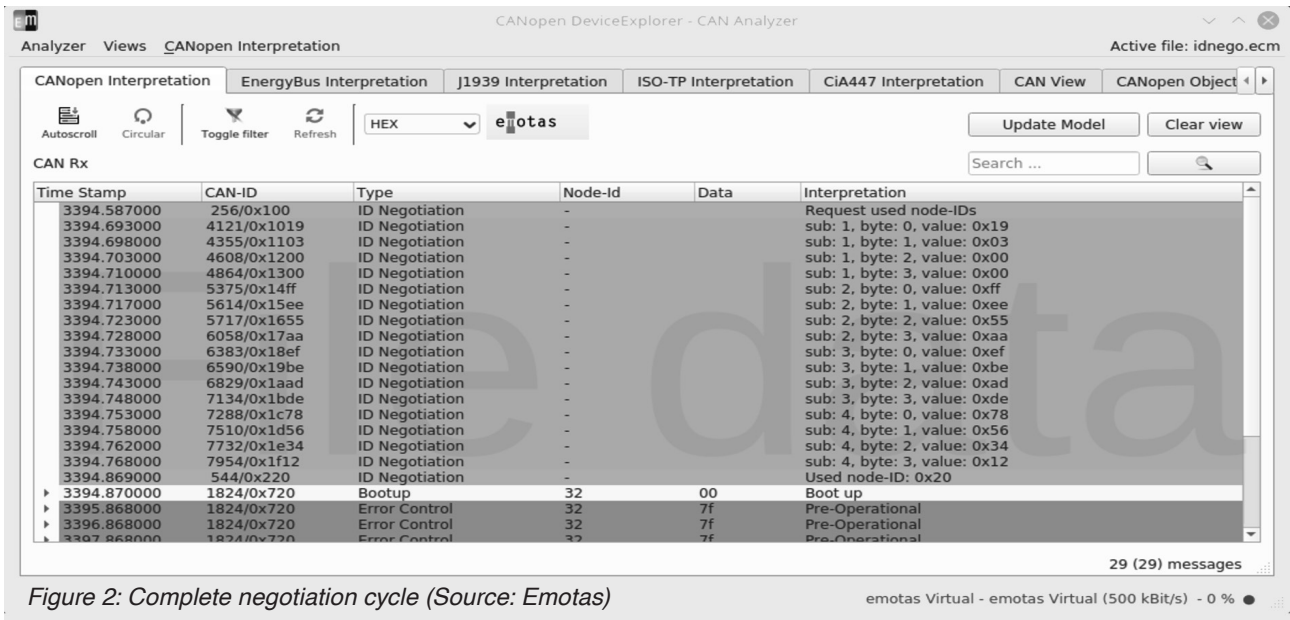 CANopen DeviceExplorer - CAN Analyzer
Analyzer Views CANopen Interpretation Active file: idnego.ecm
CANopen Interpretation EnergyBus Interpretation J1939 Interpretation ISO-TP Interpretation CiA447 Interpretation CAN View CANopen Object
Autoscroll Circular Toggle filter Refresh HEX emotas Update Model Clear view
CAN Rx Search ...
Time Stamp CAN-ID Type Node-Id Data Interpretation
3394.587000 256/0x100 ID Negotiation - Request used node-IDs
3394.693000 4121/0x1019 ID Negotiation - sub: 1, byte: 0, value: 0x19
3394.698000 4355/0x1103 ID Negotiation - sub: 1, byte: 1, value: 0x03
3394.703000 4608/0x1200 ID Negotiation - sub: 1, byte: 2, value: 0x00
3394.710000 4864/0x1300 ID Negotiation - sub: 1, byte: 3, value: 0x00
3394.713000 5375/0x14ff ID Negotiation - sub: 2, byte: 0, value: 0xff
3394.717000 5614/0x15ee ID Negotiation - sub: 2, byte: 1, value: 0xee
3394.723000 5717/0x1655 ID Negotiation - sub: 2, byte: 2, value: 0x55
3394.728000 6058/0x17aa ID Negotiation - sub: 2, byte: 3, value: 0xaa
3394.733000 6383/0x18ef ID Negotiation - sub: 3, byte: 0, value: 0xef
3394.738000 6590/0x19be ID Negotiation - sub: 3, byte: 1, value: 0xbe
3394.743000 6829/0x1aad ID Negotiation - sub: 3, byte: 2, value: 0xad
3394.748000 7134/0x1bde ID Negotiation - sub: 3, byte: 3, value: 0xde
3394.753000 7288/0x1c78 ID Negotiation - sub: 4, byte: 0, value: 0x78
3394.758000 7510/0x1d56 ID Negotiation - sub: 4, byte: 1, value: 0x56
3394.762000 7732/0x1e34 ID Negotiation - sub: 4, byte: 2, value: 0x34
3394.768000 7954/0x1f12 ID Negotiation - sub: 4, byte: 3, value: 0x12
3394.869000 544/0x220 ID Negotiation - Used node-ID: 0x20
3394.870000 1824/0x720 Bootup 32 00 Boot up
3395.868000 1824/0x720 Error Control 32 7f Pre-Operational
3396.868000 1824/0x720 Error Control 32 7f Pre-Operational
3397.868000 1824/0x720 Error Control 32 7f Pre-Operational
File data
29 (29) messages
Figure 2: Complete negotiation cycle (Source: Emotas) emotas Virtual - emotas Virtual (500 kBit/s) - 0 %